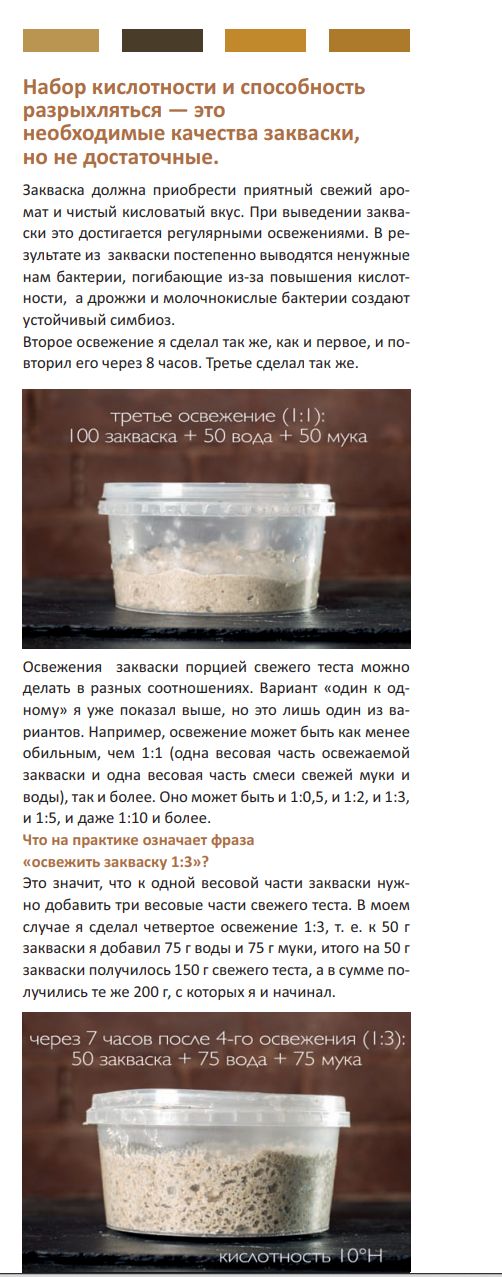 Набор кислотности и способность
разрыхляться — это
необходимые качества закваски,
но не достаточные.
Закваска должна приобрести приятный свежий аро-
мат и чистый кисловатый вкус. При выведении заква-
ски это достигается регулярными освежениями. В ре-
зультате из закваски постепенно выводятся ненужные
нам бактерии, погибающие из-за повышения кислот-
ности, а дрожжи и молочнокислые бактерии создают
устойчивый симбиоз.
Второе освежение я сделал так же, как и первое, и по-
вторил его через 8 часов. Третье сделал так же.
третье освежение (1:1):
100 закваска + 50 вода + 50 мука
Освежения закваски порцией свежего теста можно
делать в разных соотношениях. Вариант «один к од-
ному» я уже показал выше, но это лишь один из ва-
риантов. Например, освежение может быть как менее
обильным, чем 1:1 (одна весовая часть освежаемой
закваски и одна весовая часть смеси свежей муки и
воды), так и более. Оно может быть и 1:0,5, и 1:2, и 1:3,
и 1:5, и даже 1:10 и более.
Что на практике означает фраза
«освежить закваску 1:3»?
Это значит, что к одной весовой части закваски нуж-
но добавить три весовые части свежего теста. В моем
случае я сделал четвертое освежение 1:3, т. е. к 50 г
закваски я добавил 75 г воды и 75 г муки, итого на 50 г
закваски получилось 150 г свежего теста, а в сумме по-
лучились те же 200 г, с которых я и начинал.
через 7 часов после 4-го освежения (1:3):
50 закваска + 75 вода + 75 мука
кислотность 10°Н